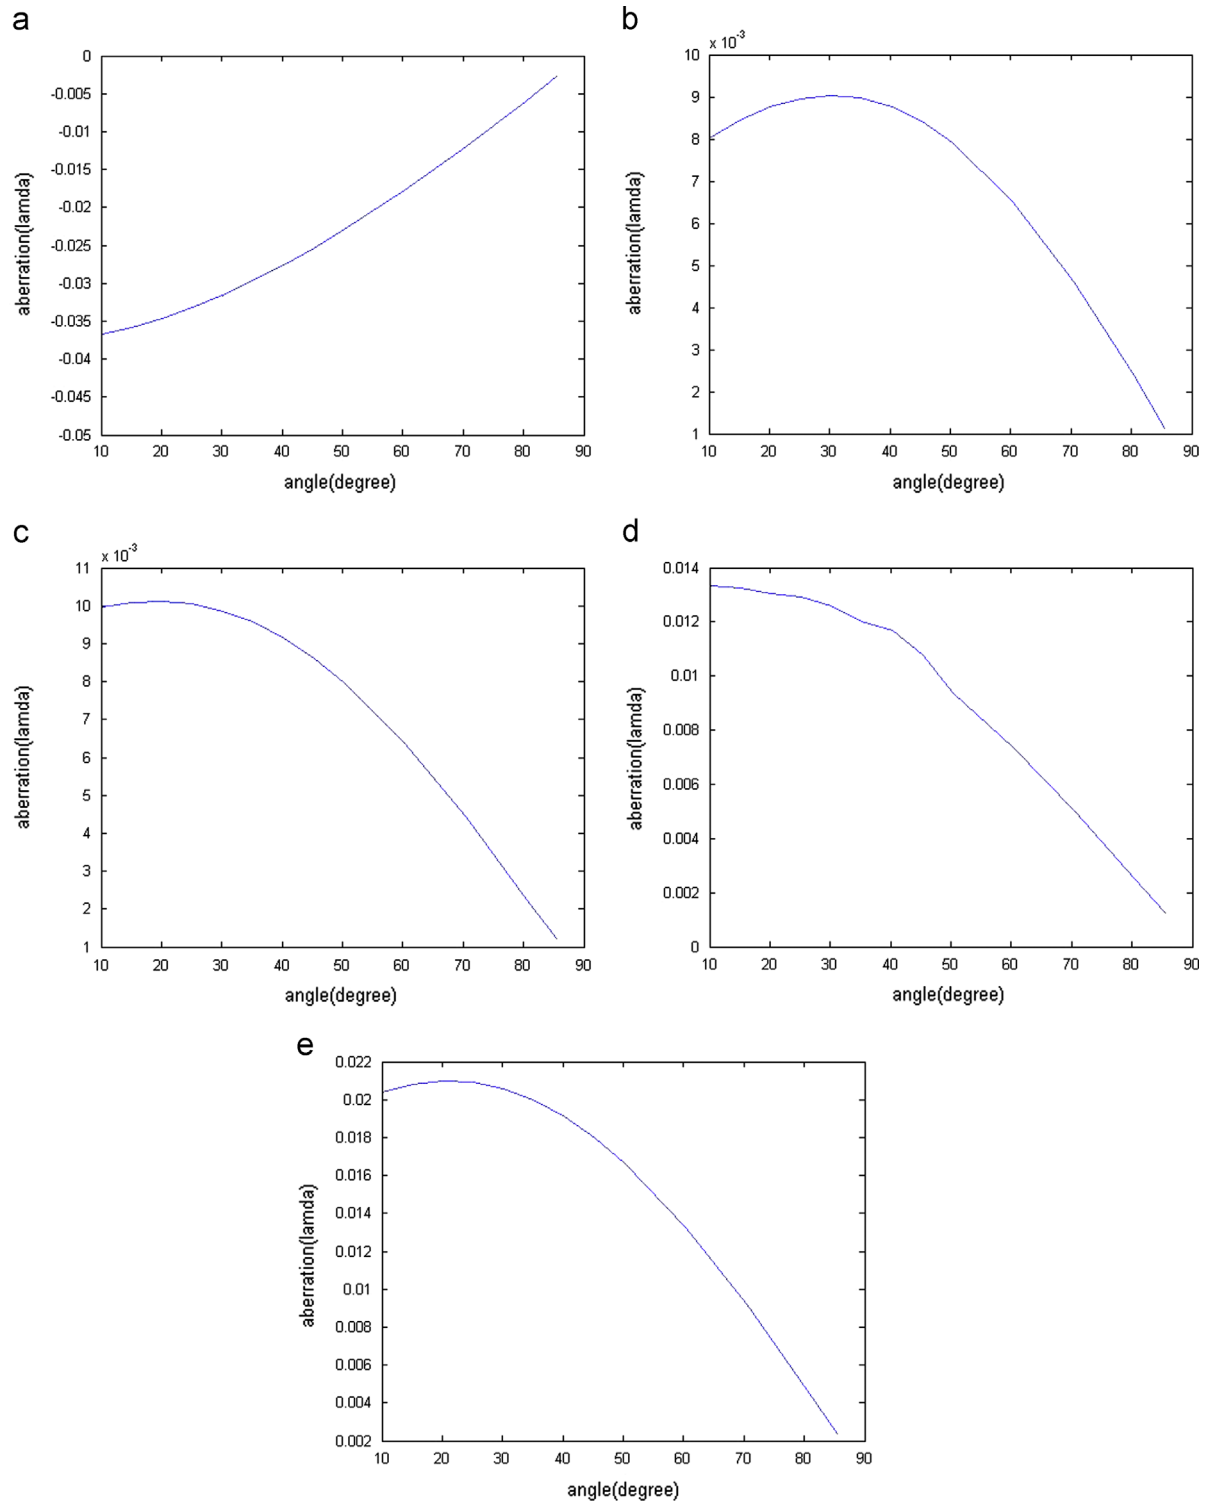 a
0
-0.005
-0.01
-0.015
-0.02
-0.025
-0.03
-0.035
-0.04
-0.045
-0.05
aberration(lamda)
10 20 30 40 50 60 70 80 90
angle(degree)
b
x 10-3
10
9
8
7
6
5
4
3
2
1
aberration(lamda)
10 20 30 40 50 60 70 80 90
angle(degree)
c
x 10-3
11
10
9
8
7
6
5
4
3
2
1
aberration(lamda)
10 20 30 40 50 60 70 80 90
angle(degree)
d
0.014
0.012
0.01
0.008
0.006
0.004
0.002
0
aberration(lamda)
10 20 30 40 50 60 70 80 90
angle(degree)
e
0.022
0.02
0.018
0.016
0.014
0.012
0.01
0.008
0.006
0.004
0.002
aberration(lamda)
10 20 30 40 50 60 70 80 90
angle(degree)